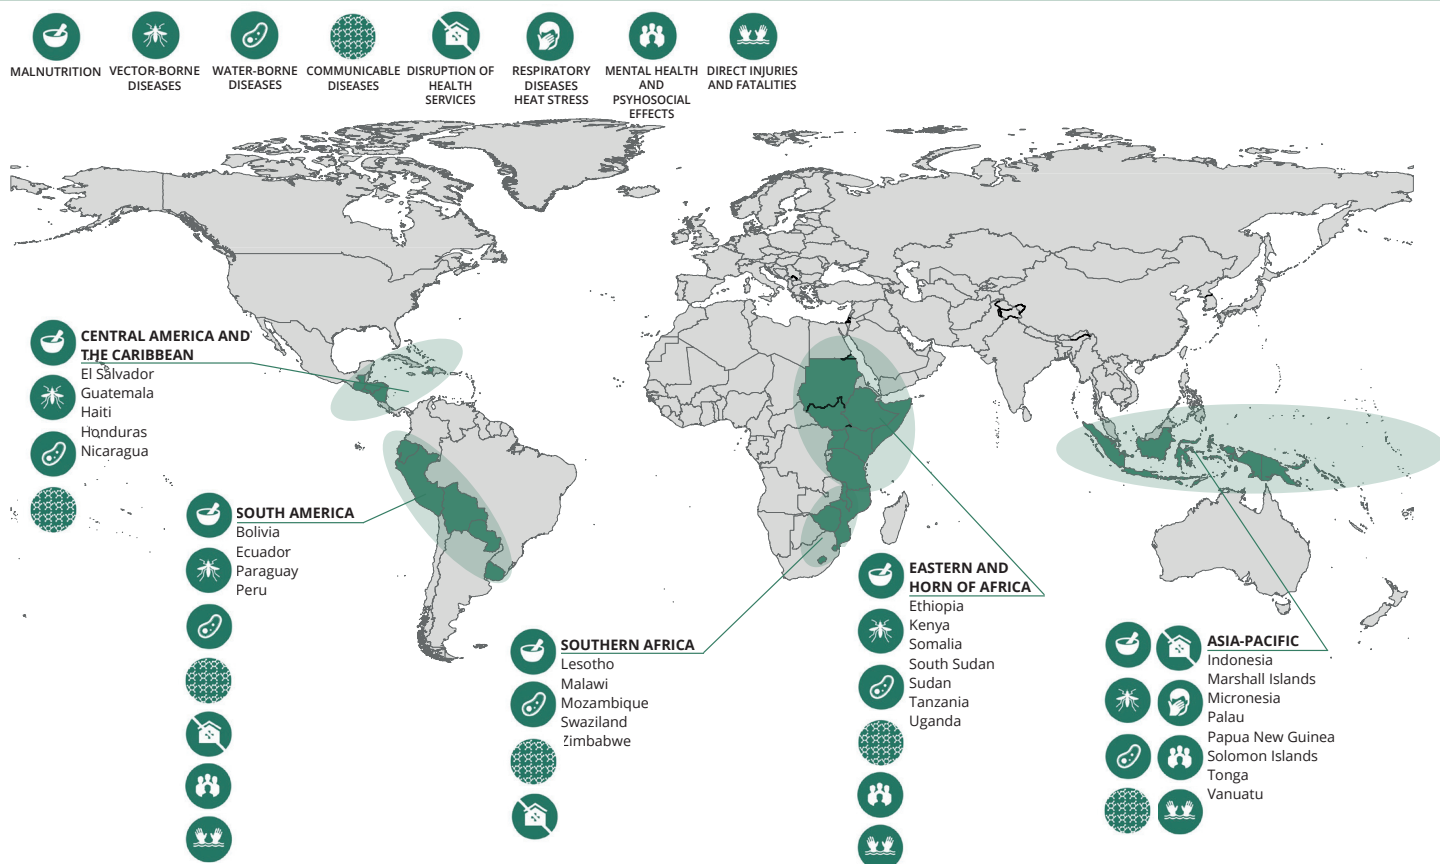 MALNUTRITION
VECTOR-BORNE
DISEASES
WATER-BORNE
DISEASES
COMMUNICABLE
DISEASES
DISRUPTION OF
HEALTH
SERVICES
RESPIRATORY
DISEASES
HEAT STRESS
MENTAL HEALTH
AND
PSYHOSOCIAL
EFFECTS
DIRECT INJURIES
AND FATALITIES
CENTRAL AMERICA AND
THE CARIBBEAN
El Salvador
Guatemala
Haiti
Honduras
Nicaragua
SOUTH AMERICA
Bolivia
Ecuador
Paraguay
Peru
SOUTHERN AFRICA
Lesotho
Malawi
Mozambique
Swaziland
Zimbabwe
EASTERN AND
HORN OF AFRICA
Ethiopia
Kenya
Somalia
South Sudan
Sudan
Tanzania
Uganda
ASIA-PACIFIC
Indonesia
Marshall Islands
Micronesia
Palau
Papua New Guinea
Solomon Islands
Tonga
Vanuatu